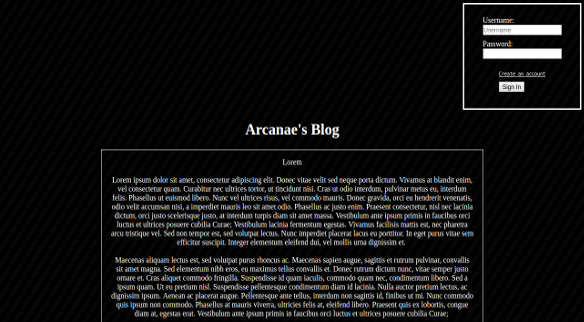 Username:
Username
Password:
Create an account
Sign in
Arcanae's Blog
Lorem
Lorem ipsum dolor sit amet, consectetur adipiscing elit. Donec vitae velit sed neque porta dictum. Vivamus at blandit enim,
vel consectetur quam. Curabitur nec ultrices tortor, ut tincidunt nisi. Cras ut odio interdum, pulvinar metus eu, interdum
felis. Phasellus ut euismod libero. Nunc vel ultrices risus, vel commodo mauris. Donec gravida, orci eu hendrerit venenatis,
odio velit accumsan nisi, a imperdiet mauris leo sit amet odio. Phasellus ac justo enim. Praesent consectetur, nisl nec lacinia
dictum, orci justo scelerisque justo, at interdum turpis diam sit amet massa. Vestibulum ante ipsum primis in faucibus orci
luctus et ultrices posuere cubilia Curae; Vestibulum lacinia fermentum egestas. Vivamus facilisis mattis est, nec pharetra
arcu tristique vel. Sed non tempor est, sed volutpat lectus. Nunc imperdiet placerat lacus eu porttitor. In eget purus vitae sem
efficitur suscipit. Integer elementum eleifend dui, vel mollis urna dignissim et.
Maecenas aliquam lectus est, sed volutpat purus rhoncus ac. Maecenas sapien augue, sagittis et rutrum pulvinar, convallis
sit amet magna. Sed elementum nibh eros, eu maximus tellus convallis et. Donec rutrum dictum nunc, vitae semper justo
ornare et. Cras aliquet commodo fringilla. Suspendisse id quam iaculis, commodo quam nec, condimentum libero. Sed a
ipsum quam. Ut eu pretium nisl. Suspendisse pellentesque condimentum diam id lacinia. Nulla auctor pretium lectus, ac
dignissim ipsum. Aenean ac placerat augue. Pellentesque ante tellus, interdum non sagittis id, finibus ut mi. Nunc commodo
quis ipsum non commodo. Phasellus at mauris viverra, ultricies felis at, eleifend libero. Praesent quis ex lobortis, congue
diam at, egestas erat. Vestibulum ante ipsum primis in faucibus orci luctus et ultrices posuere cubilia Curae;